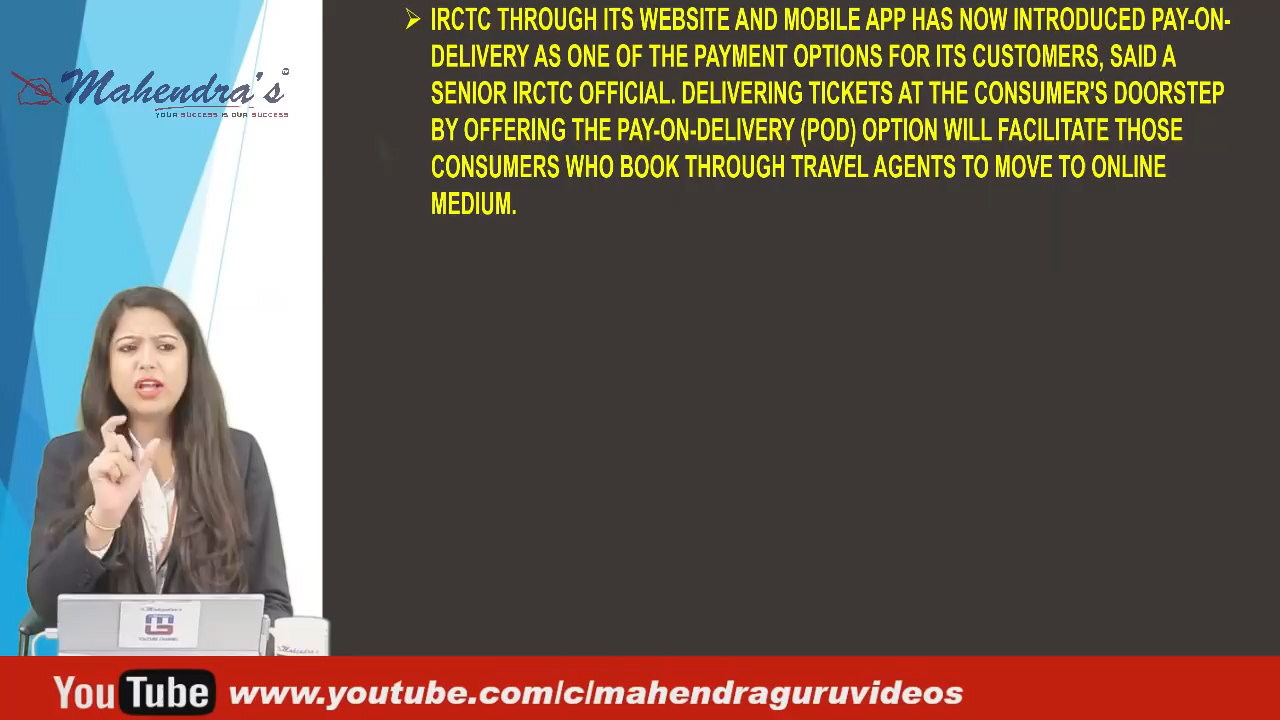 ➢ IRCTC THROUGH ITS WEBSITE AND MOBILE APP HAS NOW INTRODUCED PAY-ON-
DELIVERY AS ONE OF THE PAYMENT OPTIONS FOR ITS CUSTOMERS, SAID A
SENIOR IRCTC OFFICIAL. DELIVERING TICKETS AT THE CONSUMER'S DOORSTEP
BY OFFERING THE PAY-ON-DELIVERY (POD) OPTION WILL FACILITATE THOSE
CONSUMERS WHO BOOK THROUGH TRAVEL AGENTS TO MOVE TO ONLINE
MEDIUM.
Mahendra's
YOUR SUCCESS IS OUR SUCCESS
YOUTUBE CHANNEL
Mahendra's
YouTube www.youtube.com/c/mahendraguruvideos